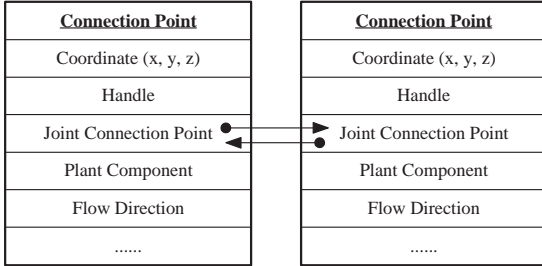 Connection Point
Coordinate (x, y, z)
Handle
Joint Connection Point
Plant Component
Flow Direction
......
Connection Point
Coordinate (x, y, z)
Handle
Joint Connection Point
Plant Component
Flow Direction
......